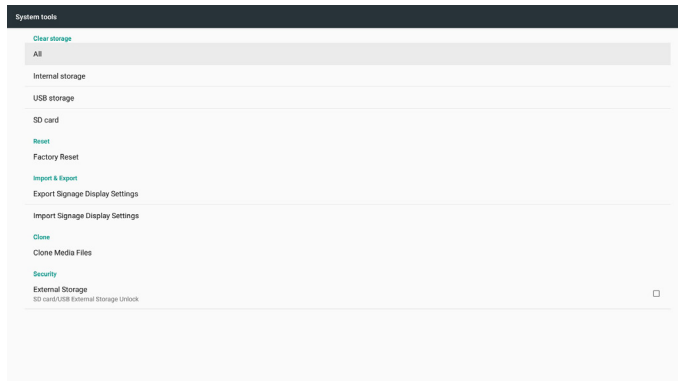 System tools
Clear storage
All
Internal storage
USB storage
SD card
Reset
Factory Reset
Import & Export
Export Signage Display Settings
Import Signage Display Settings
Clone
Clone Media Files
Security
External Storage
SD card/USB External Storage Unlock